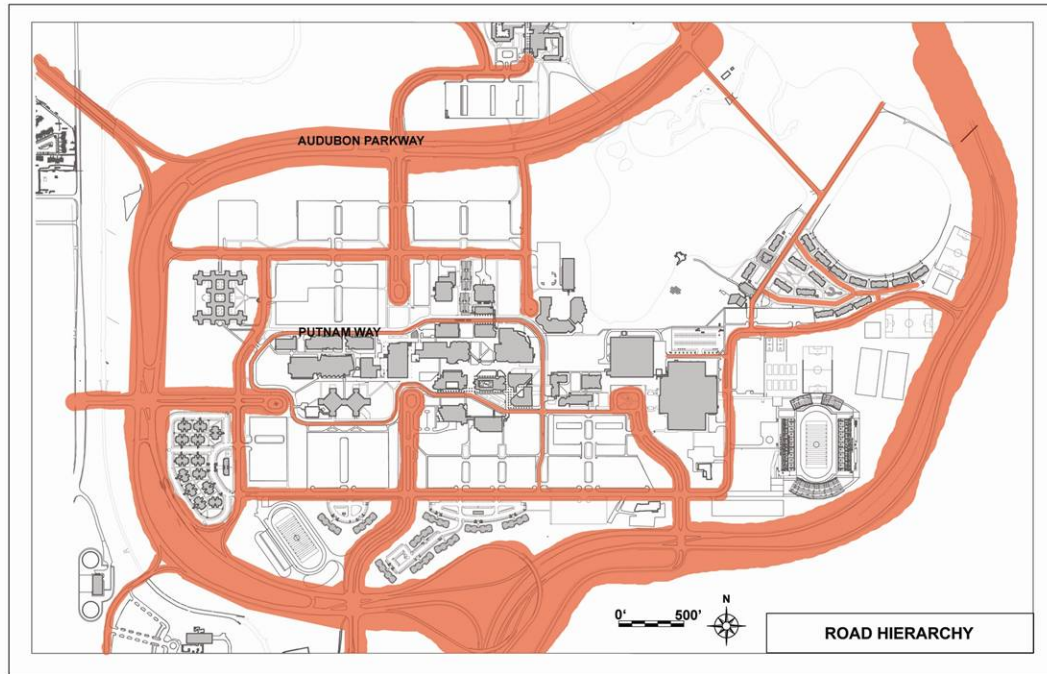 AUDUBON PARKWAY
PUTNAM WAY
0' 500'
N
ROAD HIERARCHY